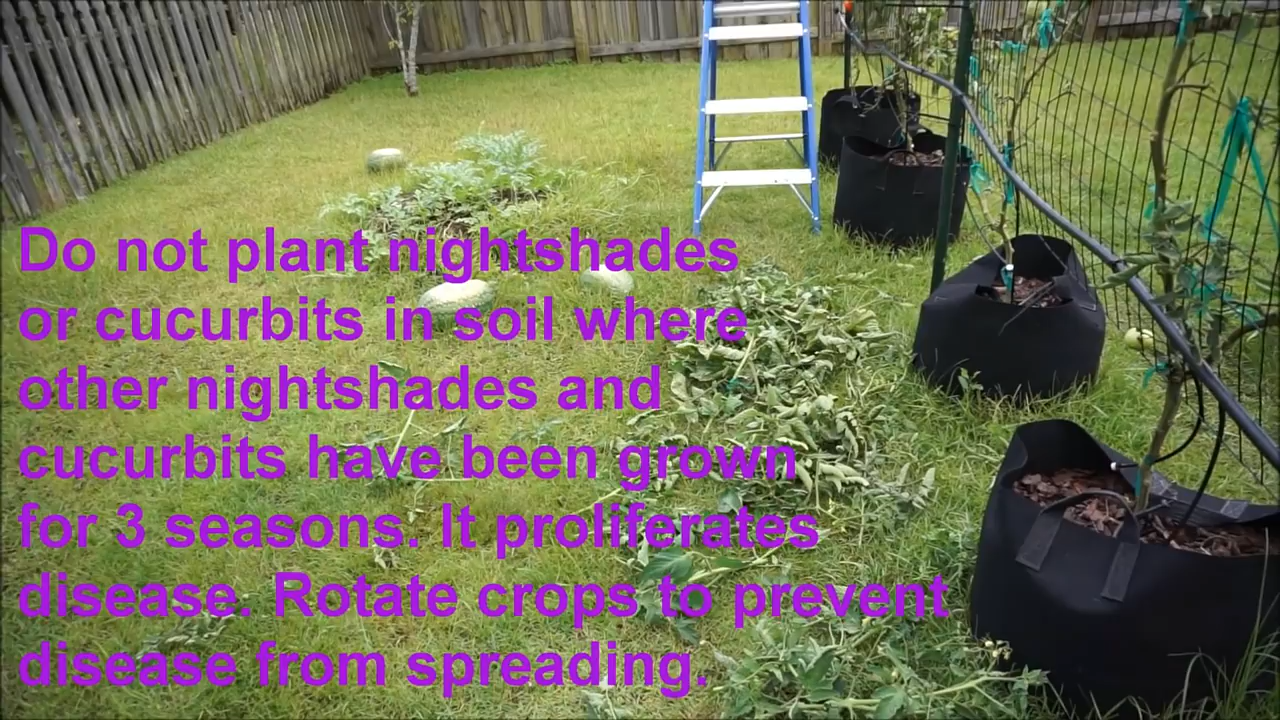 Do not plant nightshades
or cucurbits in soil where
other nightshades and
cucurbits have been grown
for 3 seasons. It proliferates
disease. Rotate crops to prevent
disease from spreading.